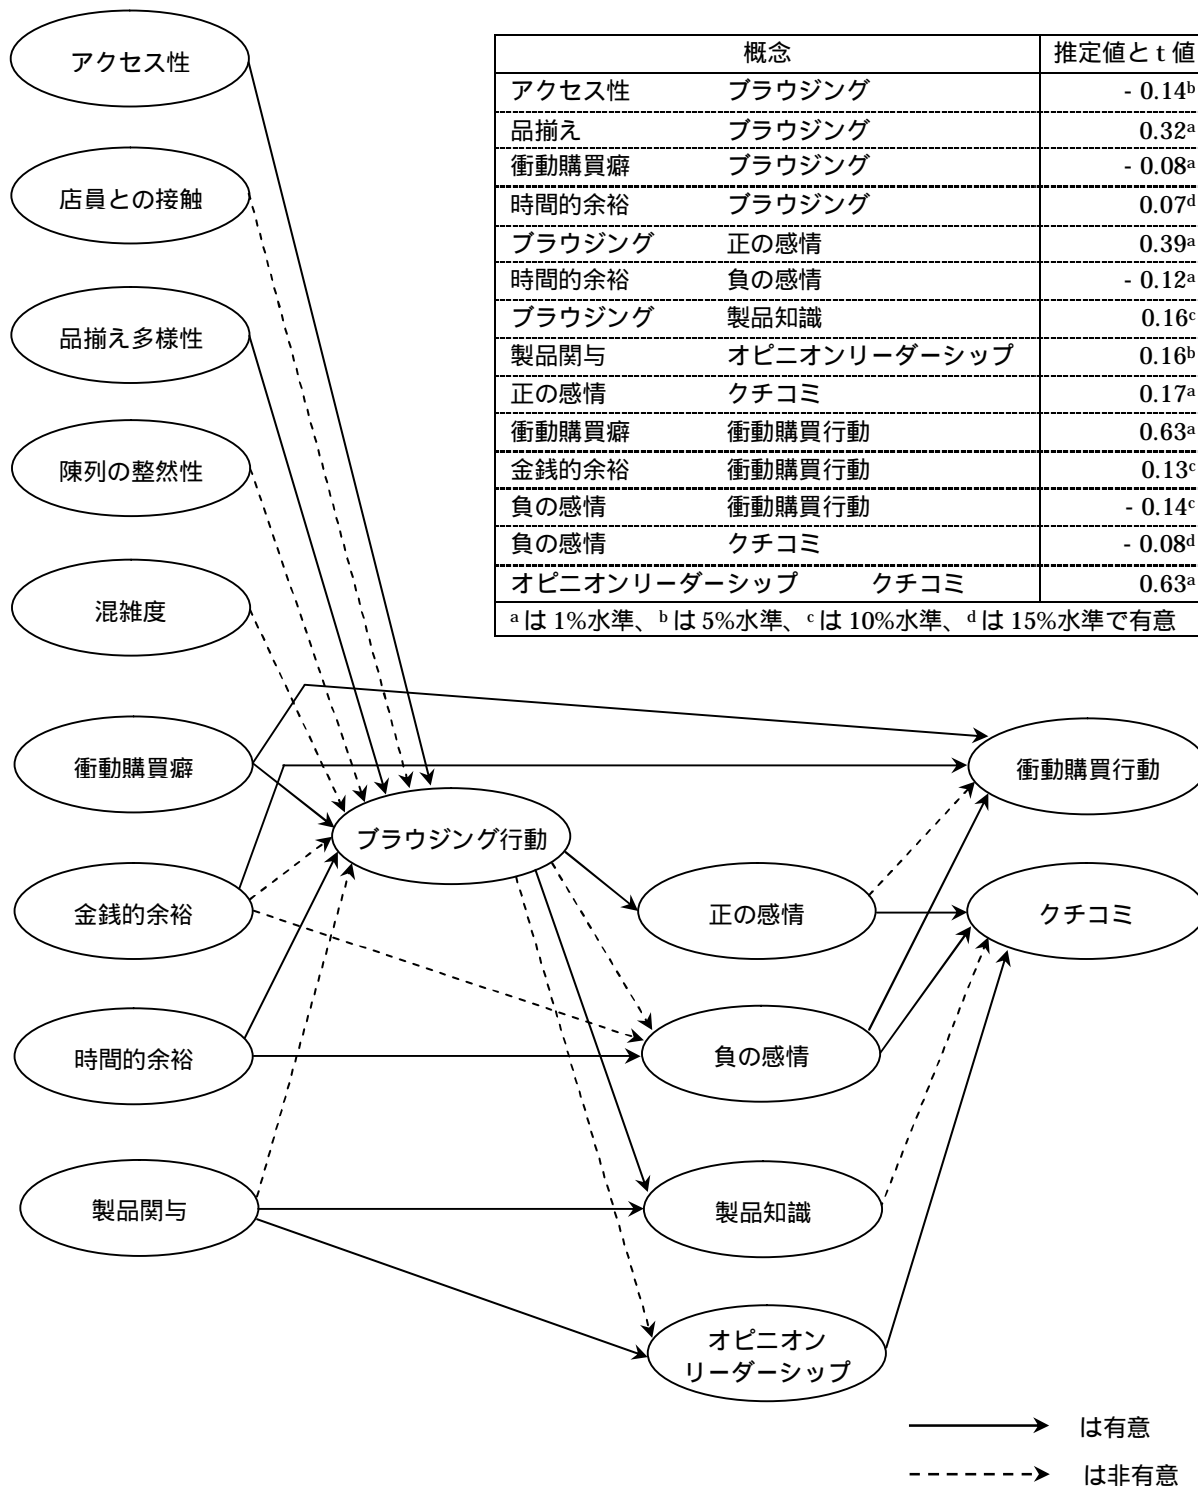 アクセス性
店員との接触
品揃え多様性
陳列の整然性
混雑度
衝動購買癖
金銭的余裕
時間的余裕
製品関与
概念 推定値と t 値
アクセス性 ブラウジング - 0.14ᵇ
品揃え ブラウジング 0.32ᵃ
衝動購買癖 ブラウジング - 0.08ᵃ
時間的余裕 ブラウジング 0.07ᵈ
ブラウジング 正の感情 0.39ᵃ
時間的余裕 負の感情 - 0.12ᵃ
ブラウジング 製品知識 0.16ᶜ
製品関与 オピニオンリーダーシップ 0.16ᵇ
正の感情 クチコミ 0.17ᵃ
衝動購買癖 衝動購買行動 0.63ᵃ
金銭的余裕 衝動購買行動 0.13ᶜ
負の感情 衝動購買行動 - 0.14ᶜ
負の感情 クチコミ - 0.08ᵈ
オピニオンリーダーシップ クチコミ 0.63ᵃ
ᵃ は 1%水準、ᵇ は 5%水準、ᶜ は 10%水準、ᵈ は 15%水準で有意
ブラウジング行動
正の感情
負の感情
製品知識
オピニオン
リーダーシップ
衝動購買行動
クチコミ
は有意
は非有意